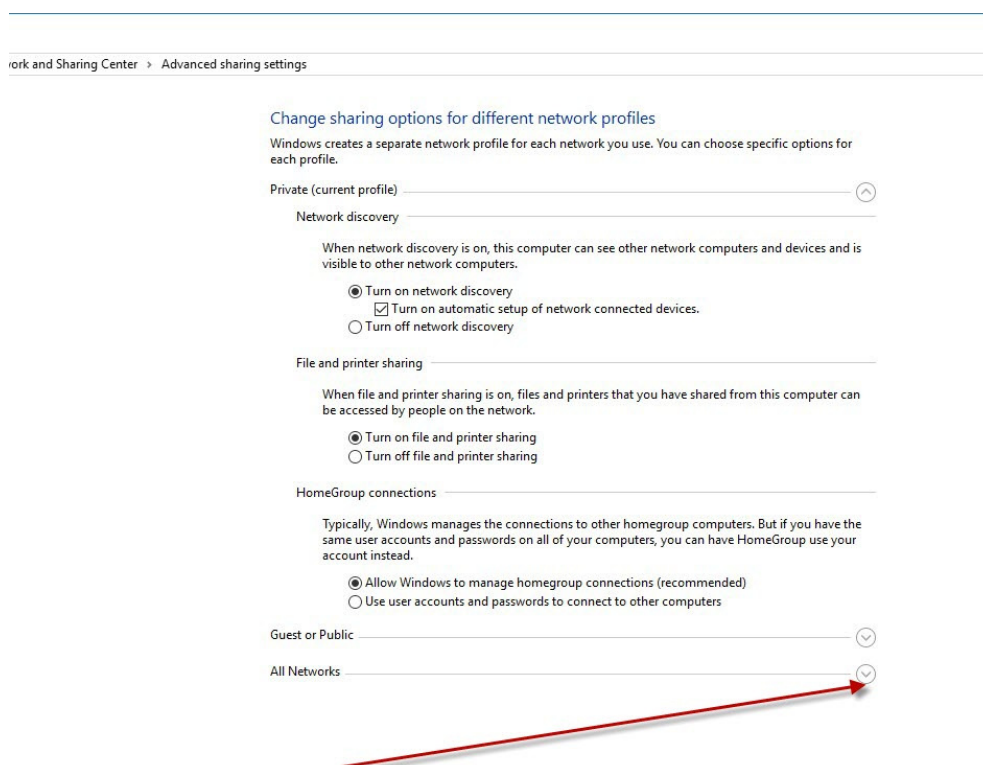 Network and Sharing Center > Advanced sharing settings
Change sharing options for different network profiles
Windows creates a separate network profile for each network you use. You can choose specific options for
each profile.
Private (current profile)
Network discovery
When network discovery is on, this computer can see other network computers and devices and is
visible to other network computers.
Turn on network discovery
Turn on automatic setup of network connected devices.
Turn off network discovery
File and printer sharing
When file and printer sharing is on, files and printers that you have shared from this computer can
be accessed by people on the network.
Turn on file and printer sharing
Turn off file and printer sharing
HomeGroup connections
Typically, Windows manages the connections to other homegroup computers. But if you have the
same user accounts and passwords on all of your computers, you can have HomeGroup use your
account instead.
Allow Windows to manage homegroup connections (recommended)
Use user accounts and passwords to connect to other computers
Guest or Public
All Networks